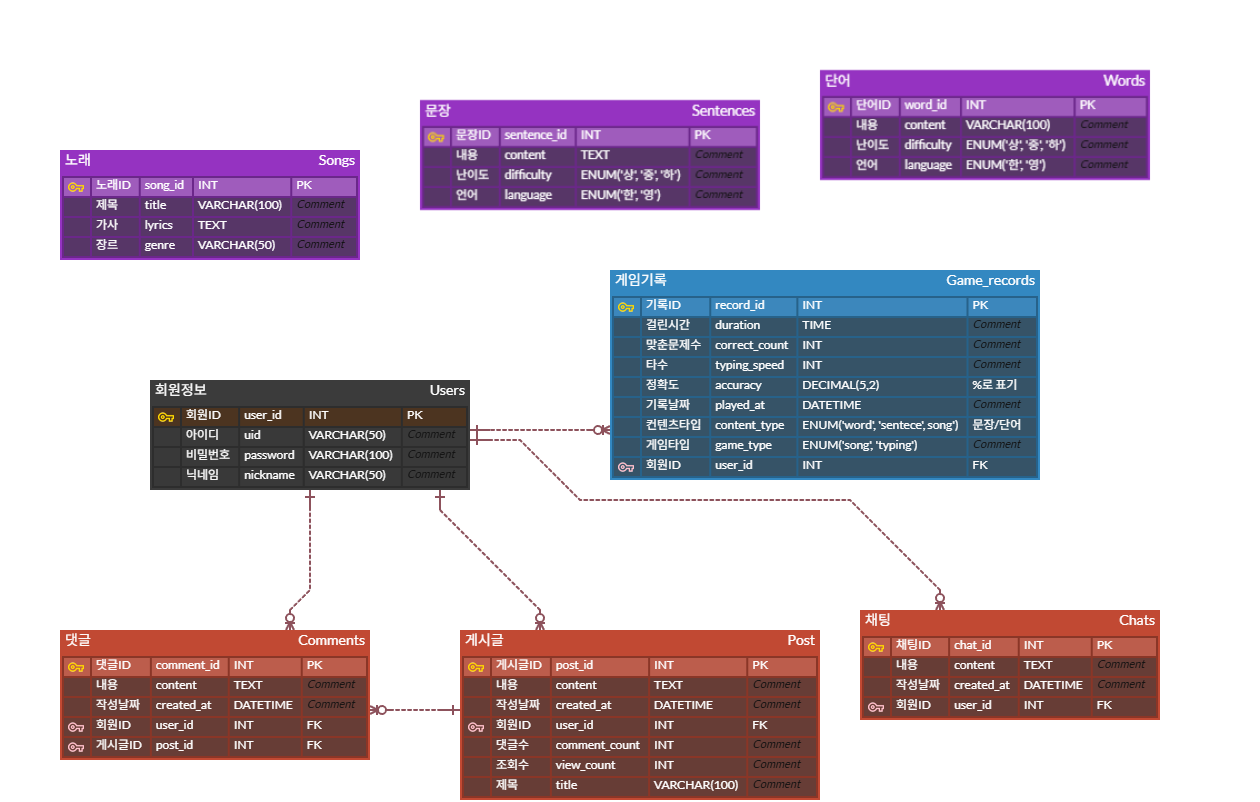 단어 Words
단어ID word_id INT PK
내용 content VARCHAR(100) Comment
난이도 difficulty ENUM('상', '중', '하') Comment
언어 language ENUM('한', '영') Comment
문장 Sentences
문장ID sentence_id INT PK
내용 content TEXT Comment
난이도 difficulty ENUM('상', '중', '하') Comment
언어 language ENUM('한', '영') Comment
노래 Songs
노래ID song_id INT PK
제목 title VARCHAR(100) Comment
가사 lyrics TEXT Comment
장르 genre VARCHAR(50) Comment
게임기록 Game_records
기록ID record_id INT PK
걸린시간 duration TIME Comment
맞춘문제수 correct_count INT Comment
타수 typing_speed INT Comment
정확도 accuracy DECIMAL(5,2) %로 표기
기록날짜 played_at DATETIME Comment
컨텐츠타입 content_type ENUM('word', 'sentece', song') 문장/단어
게임타입 game_type ENUM('song', 'typing') Comment
회원ID user_id INT FK
회원정보 Users
회원ID user_id INT PK
아이디 uid VARCHAR(50) Comment
비밀번호 password VARCHAR(100) Comment
닉네임 nickname VARCHAR(50) Comment
댓글 Comments
댓글ID comment_id INT PK
내용 content TEXT Comment
작성날짜 created_at DATETIME Comment
회원ID user_id INT FK
게시글ID post_id INT FK
게시글 Post
게시글ID post_id INT PK
내용 content TEXT Comment
작성날짜 created_at DATETIME Comment
회원ID user_id INT FK
댓글수 comment_count INT Comment
조회수 view_count INT Comment
제목 title VARCHAR(100) Comment
채팅 Chats
채팅ID chat_id INT PK
내용 content TEXT Comment
작성날짜 created_at DATETIME Comment
회원ID user_id INT FK